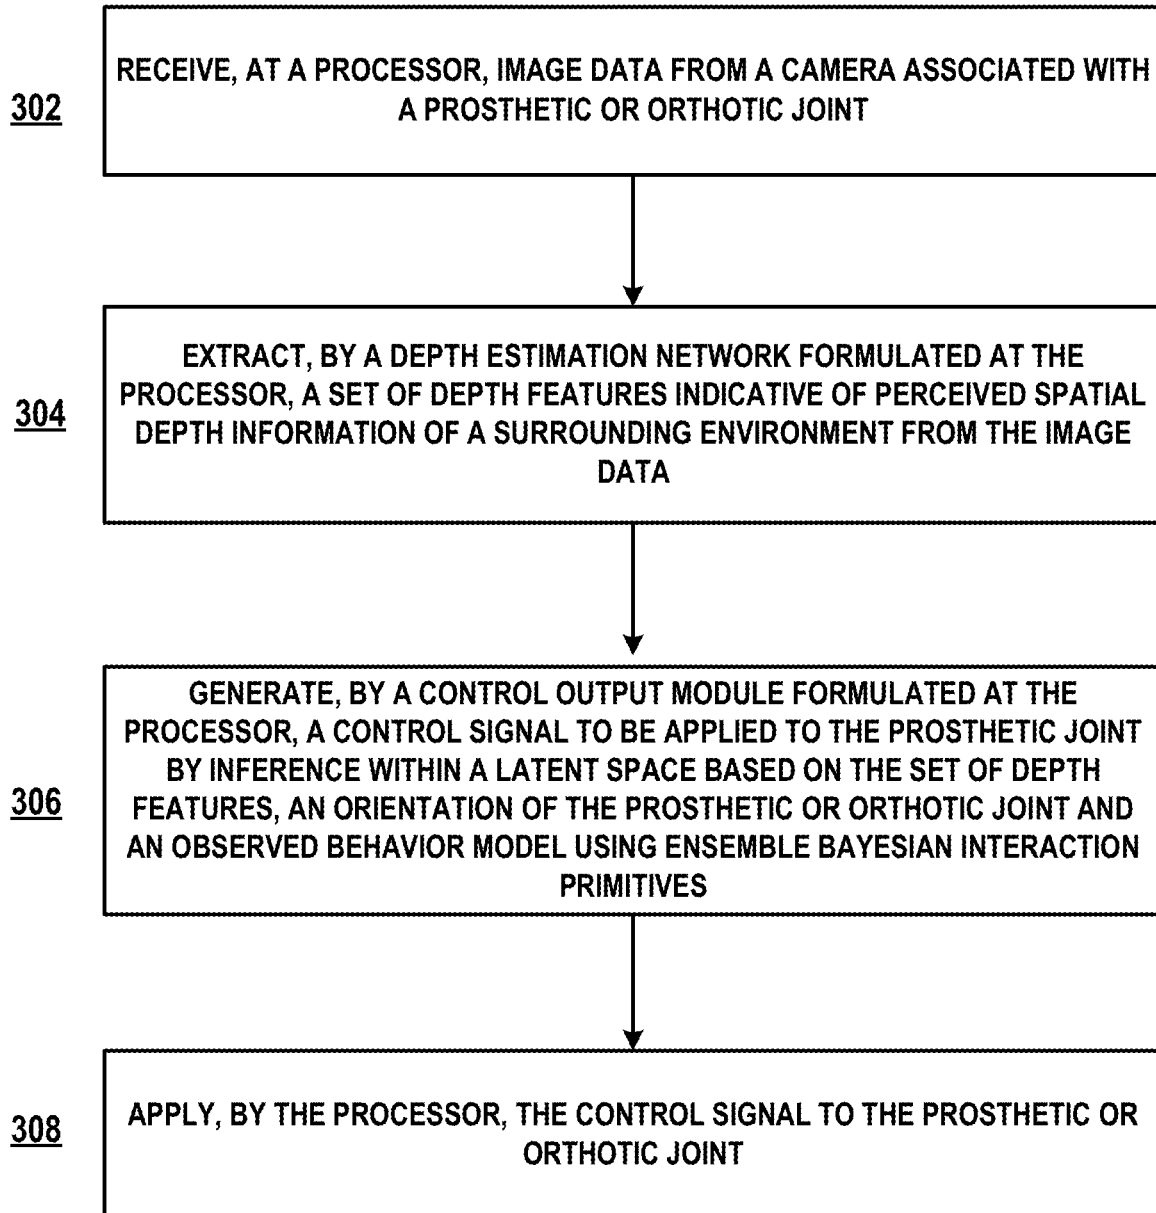 302
RECEIVE, AT A PROCESSOR, IMAGE DATA FROM A CAMERA ASSOCIATED WITH
A PROSTHETIC OR ORTHOTIC JOINT
304
EXTRACT, BY A DEPTH ESTIMATION NETWORK FORMULATED AT THE
PROCESSOR, A SET OF DEPTH FEATURES INDICATIVE OF PERCEIVED SPATIAL
DEPTH INFORMATION OF A SURROUNDING ENVIRONMENT FROM THE IMAGE
DATA
306
GENERATE, BY A CONTROL OUTPUT MODULE FORMULATED AT THE
PROCESSOR, A CONTROL SIGNAL TO BE APPLIED TO THE PROSTHETIC JOINT
BY INFERENCE WITHIN A LATENT SPACE BASED ON THE SET OF DEPTH
FEATURES, AN ORIENTATION OF THE PROSTHETIC OR ORTHOTIC JOINT AND
AN OBSERVED BEHAVIOR MODEL USING ENSEMBLE BAYESIAN INTERACTION
PRIMITIVES
308
APPLY, BY THE PROCESSOR, THE CONTROL SIGNAL TO THE PROSTHETIC OR
ORTHOTIC JOINT